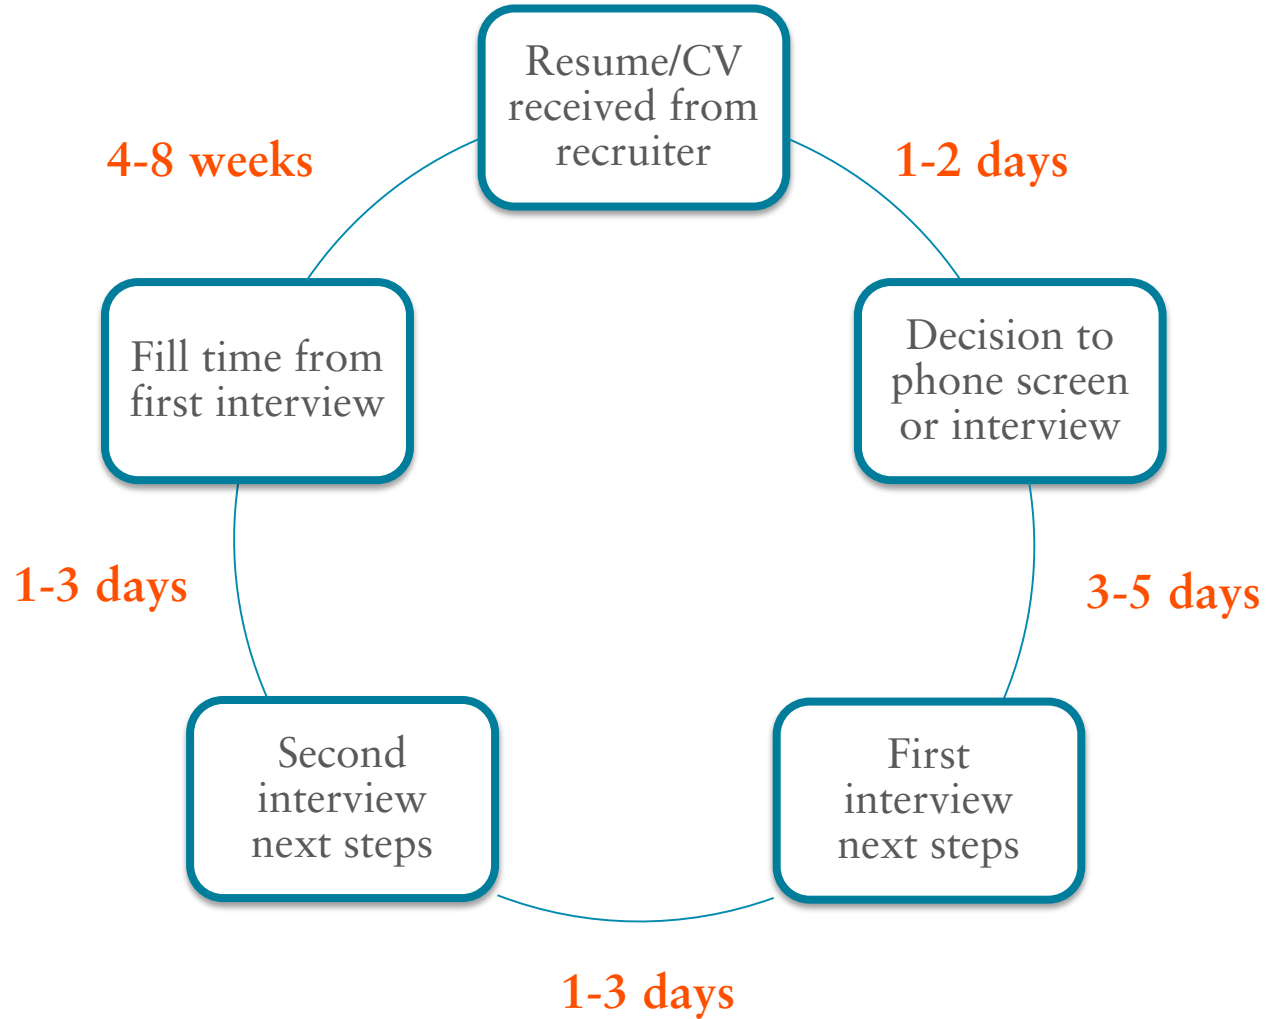 Resume/CV
received from
recruiter
1-2 days
Decision to
phone screen
or interview
3-5 days
First
interview
next steps
1-3 days
Second
interview
next steps
1-3 days
Fill time from
first interview
4-8 weeks